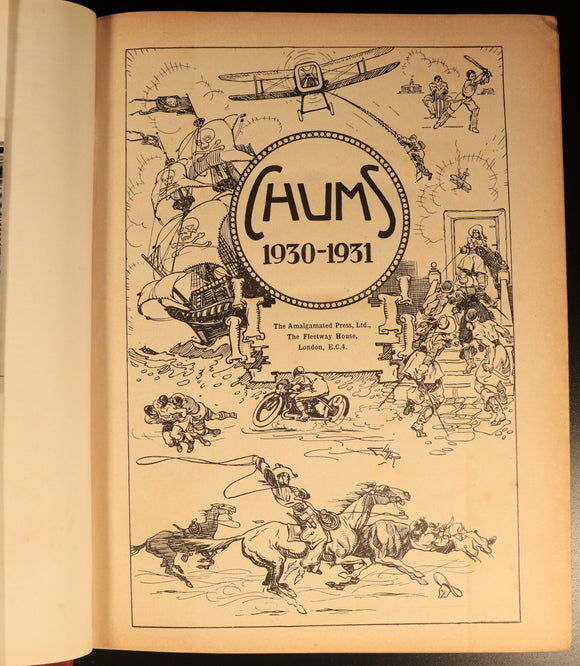 CHUMS
1930-1931
The Amalgamated Press, Ltd.,
The Fleetway House,
London, E.C.4.